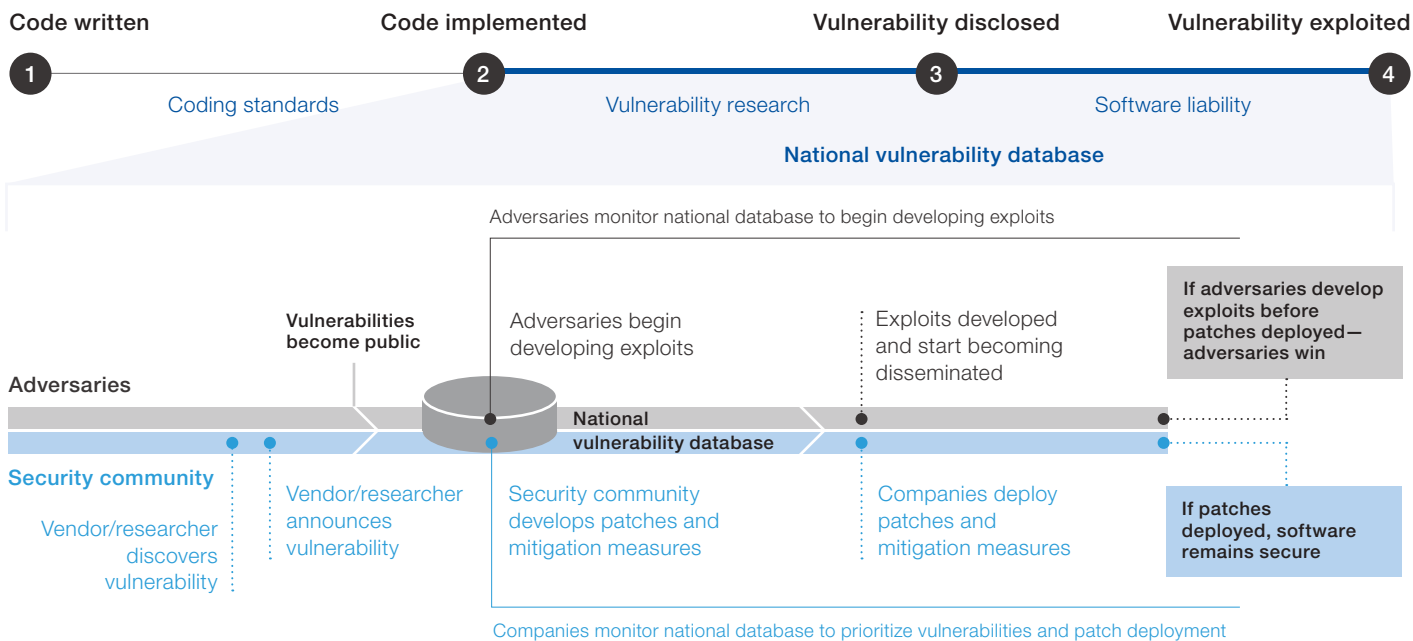 Code written
Code implemented
Vulnerability disclosed
Vulnerability exploited
1
2
3
4
Coding standards
Vulnerability research
Software liability
National vulnerability database
Adversaries monitor national database to begin developing exploits
Vulnerabilities
become public
Adversaries begin
developing exploits
Exploits developed
and start becoming
disseminated
If adversaries develop
exploits before
patches deployed—
adversaries win
Adversaries
National
vulnerability database
Security community
Vendor/researcher
discovers
vulnerability
Vendor/researcher
announces
vulnerability
Security community
develops patches and
mitigation measures
Companies deploy
patches and
mitigation measures
If patches
deployed, software
remains secure
Companies monitor national database to prioritize vulnerabilities and patch deployment